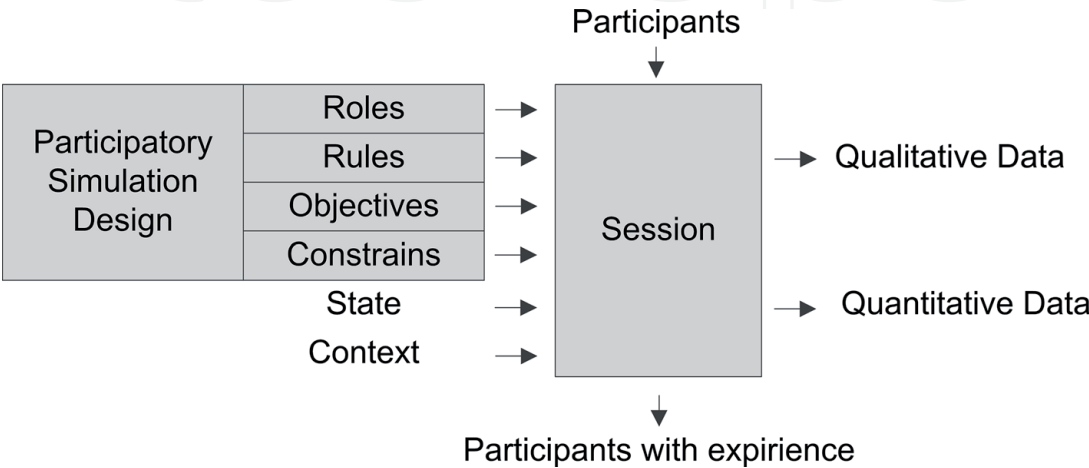 Participants
Participatory
Simulation
Design
Roles
Rules
Objectives
Constrains
State
Context
Session
Qualitative Data
Quantitative Data
Participants with expirience